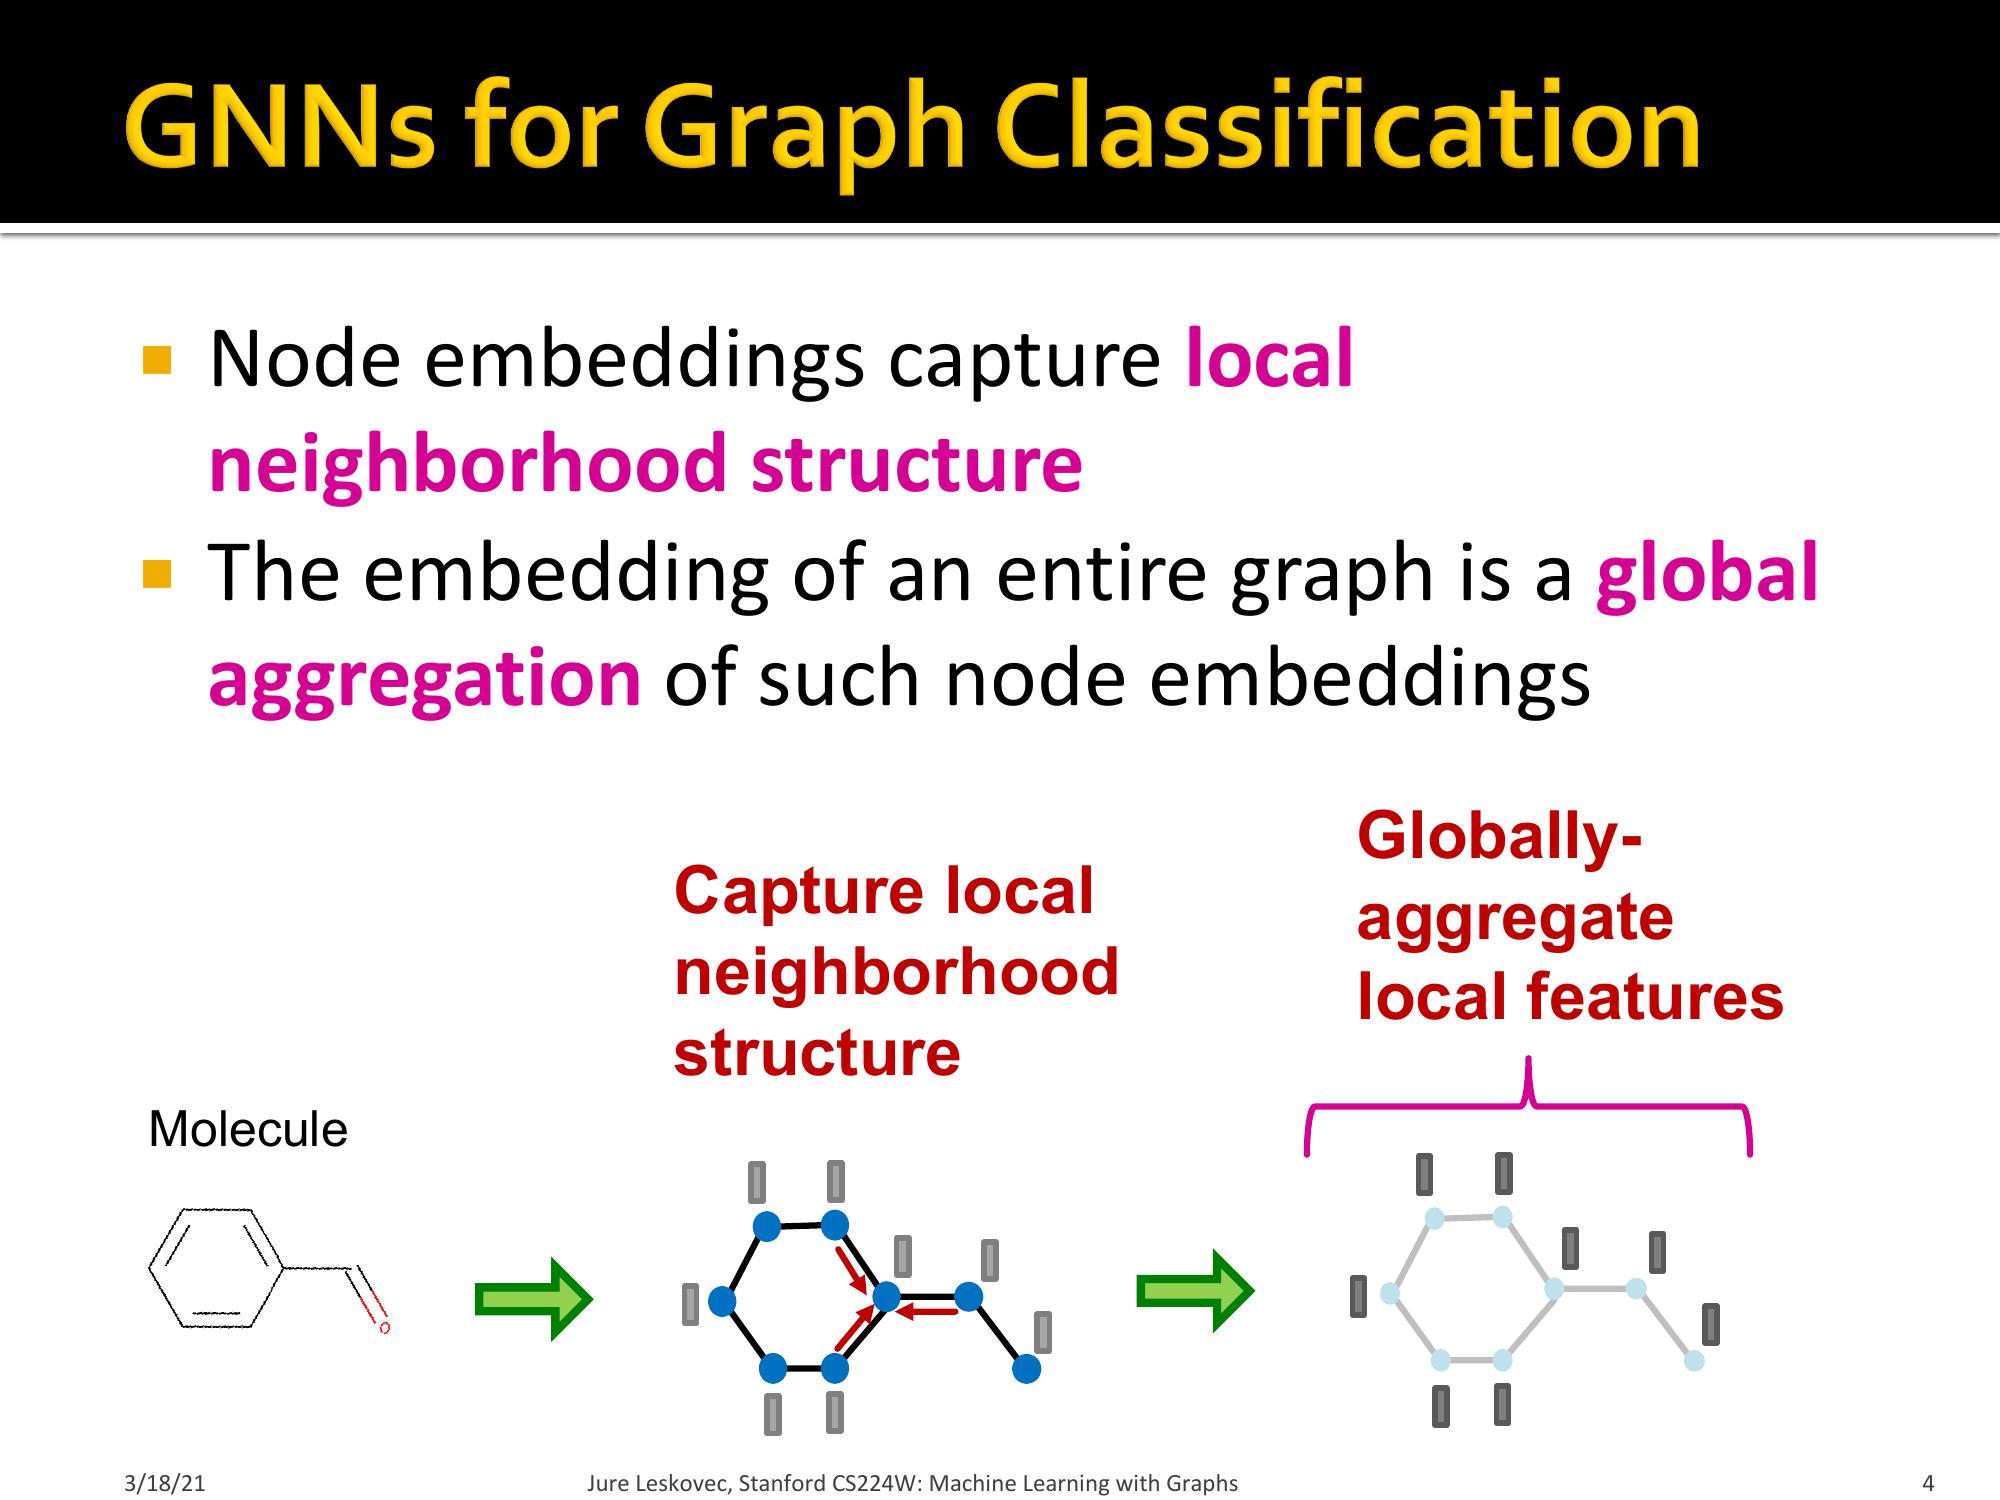 GNNs for Graph Classification
Node embeddings capture local
neighborhood structure
The embedding of an entire graph is a global
aggregation of such node embeddings
Capture local
neighborhood
structure
Globally-
aggregate
local features
Molecule
O
3/18/21
Jure Leskovec, Stanford CS224W: Machine Learning with Graphs
4